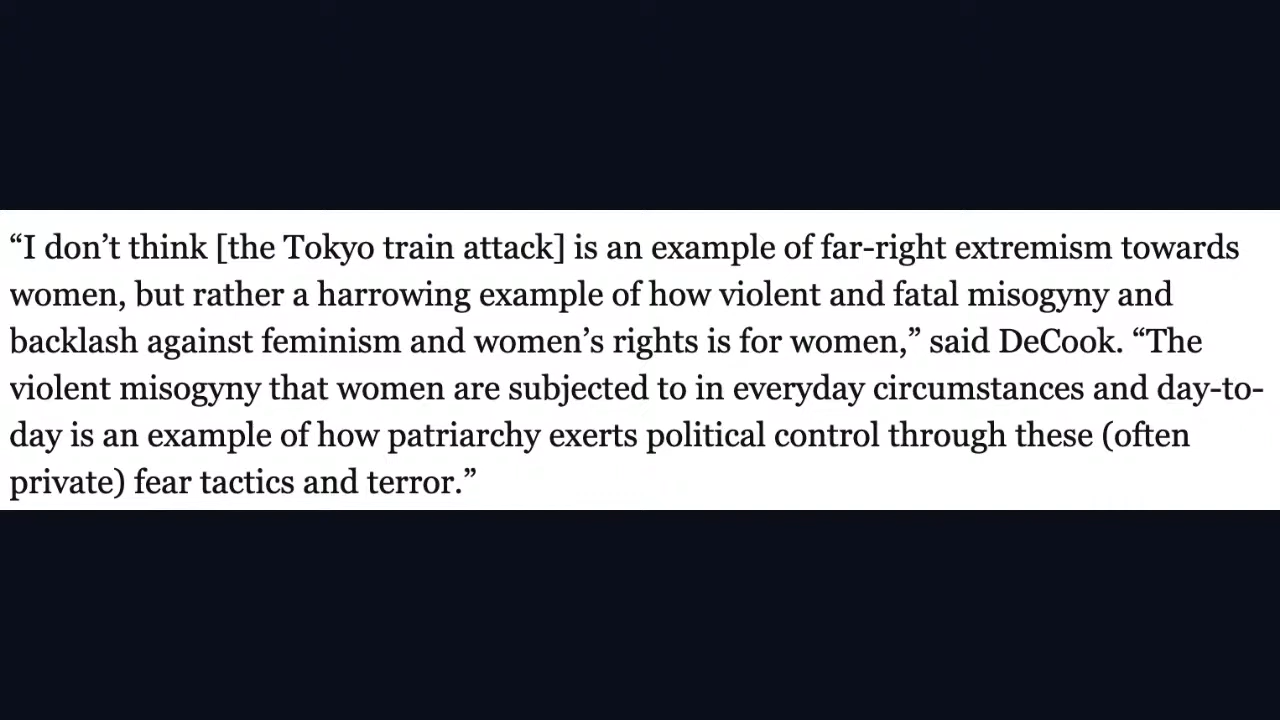 “I don’t think [the Tokyo train attack] is an example of far-right extremism towards
women, but rather a harrowing example of how violent and fatal misogyny and
backlash against feminism and women’s rights is for women,” said DeCook. “The
violent misogyny that women are subjected to in everyday circumstances and day-to-
day is an example of how patriarchy exerts political control through these (often
private) fear tactics and terror.”